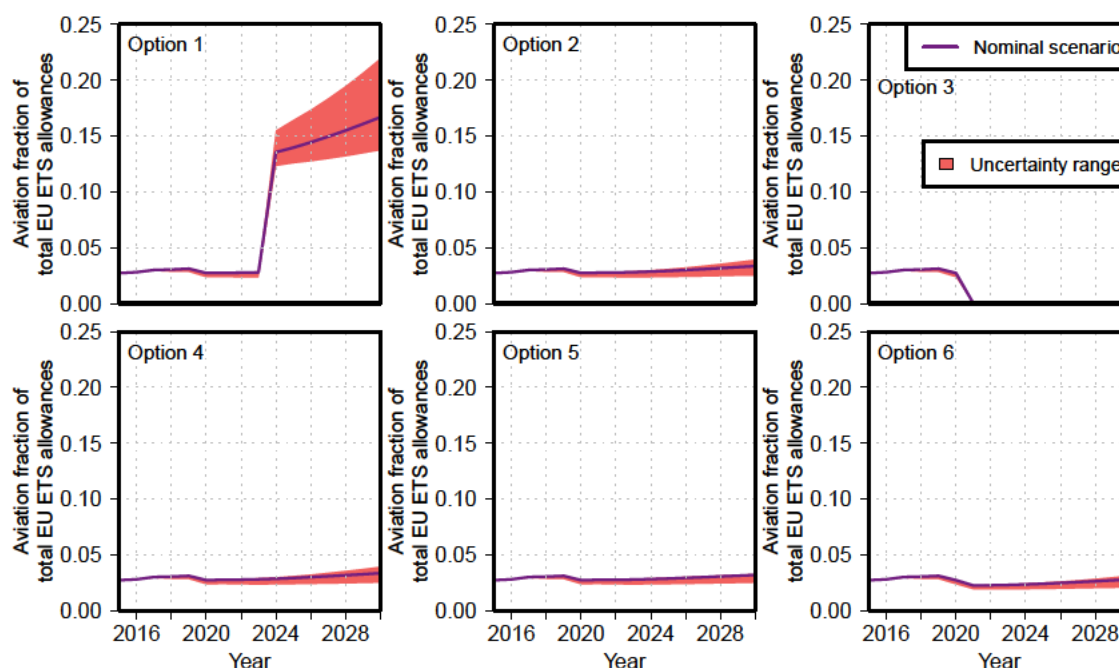 Aviation fraction of
total EU ETS allowances
0.25
0.20
0.15
0.10
0.05
0.00
Option 1
Aviation fraction of
total EU ETS allowances
0.25
0.20
0.15
0.10
0.05
0.00
Option 2
Aviation fraction of
total EU ETS allowances
0.25
0.20
0.15
0.10
0.05
0.00
Nominal scenario
Option 3
Uncertainty range
Aviation fraction of
total EU ETS allowances
0.25
0.20
0.15
0.10
0.05
0.00
Option 4
2016 2020 2024 2028
Year
Aviation fraction of
total EU ETS allowances
0.25
0.20
0.15
0.10
0.05
0.00
Option 5
2016 2020 2024 2028
Year
Aviation fraction of
total EU ETS allowances
0.25
0.20
0.15
0.10
0.05
0.00
Option 6
2016 2020 2024 2028
Year